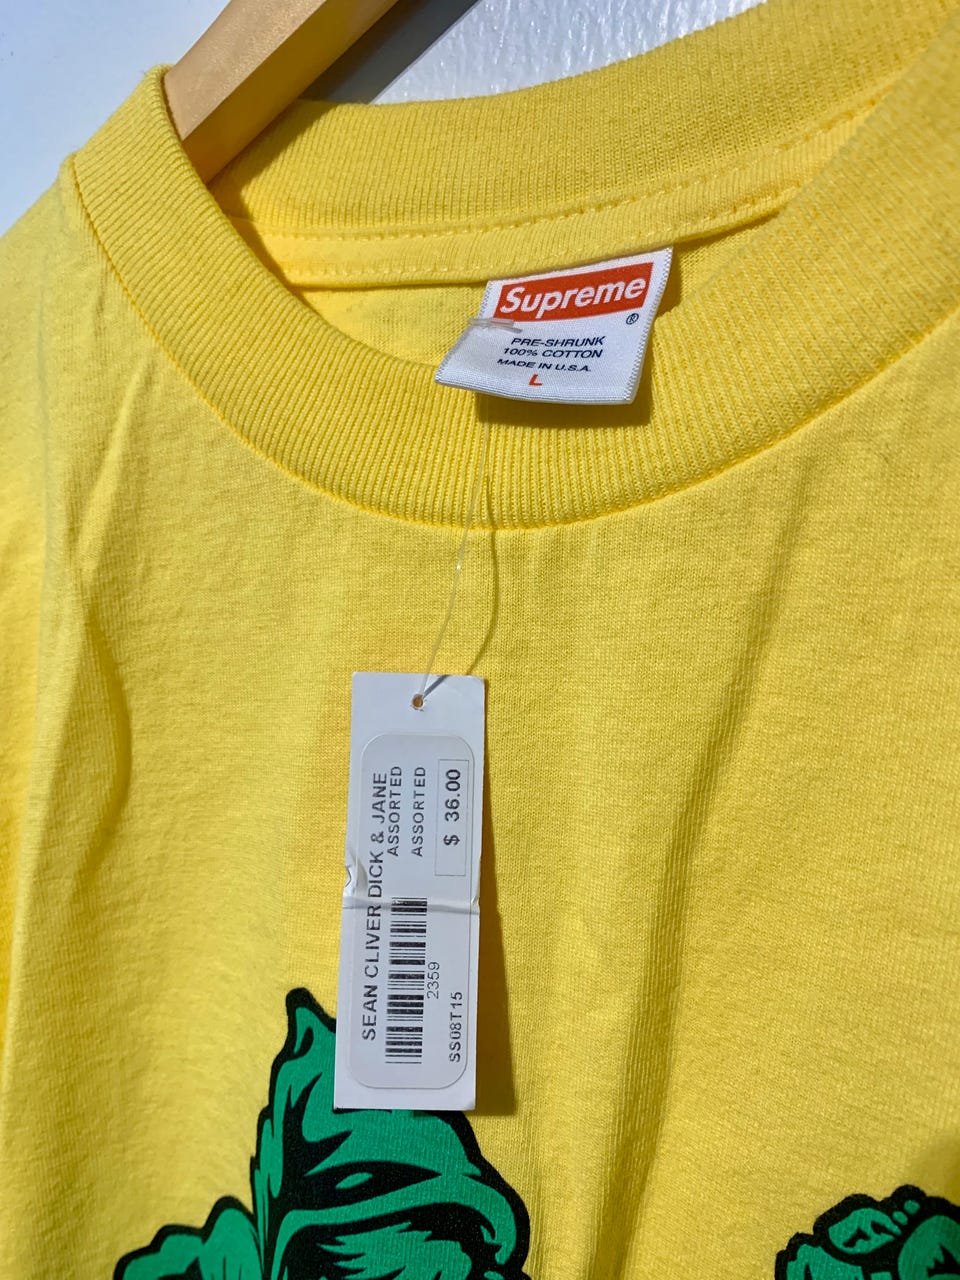 Supreme
®
PRE-SHRUNK
100% COTTON
MADE IN U.S.A.
L
SEAN CLIVER DICK & JANE
ASSORTED
ASSORTED
$ 36.00
2359
SS08T15